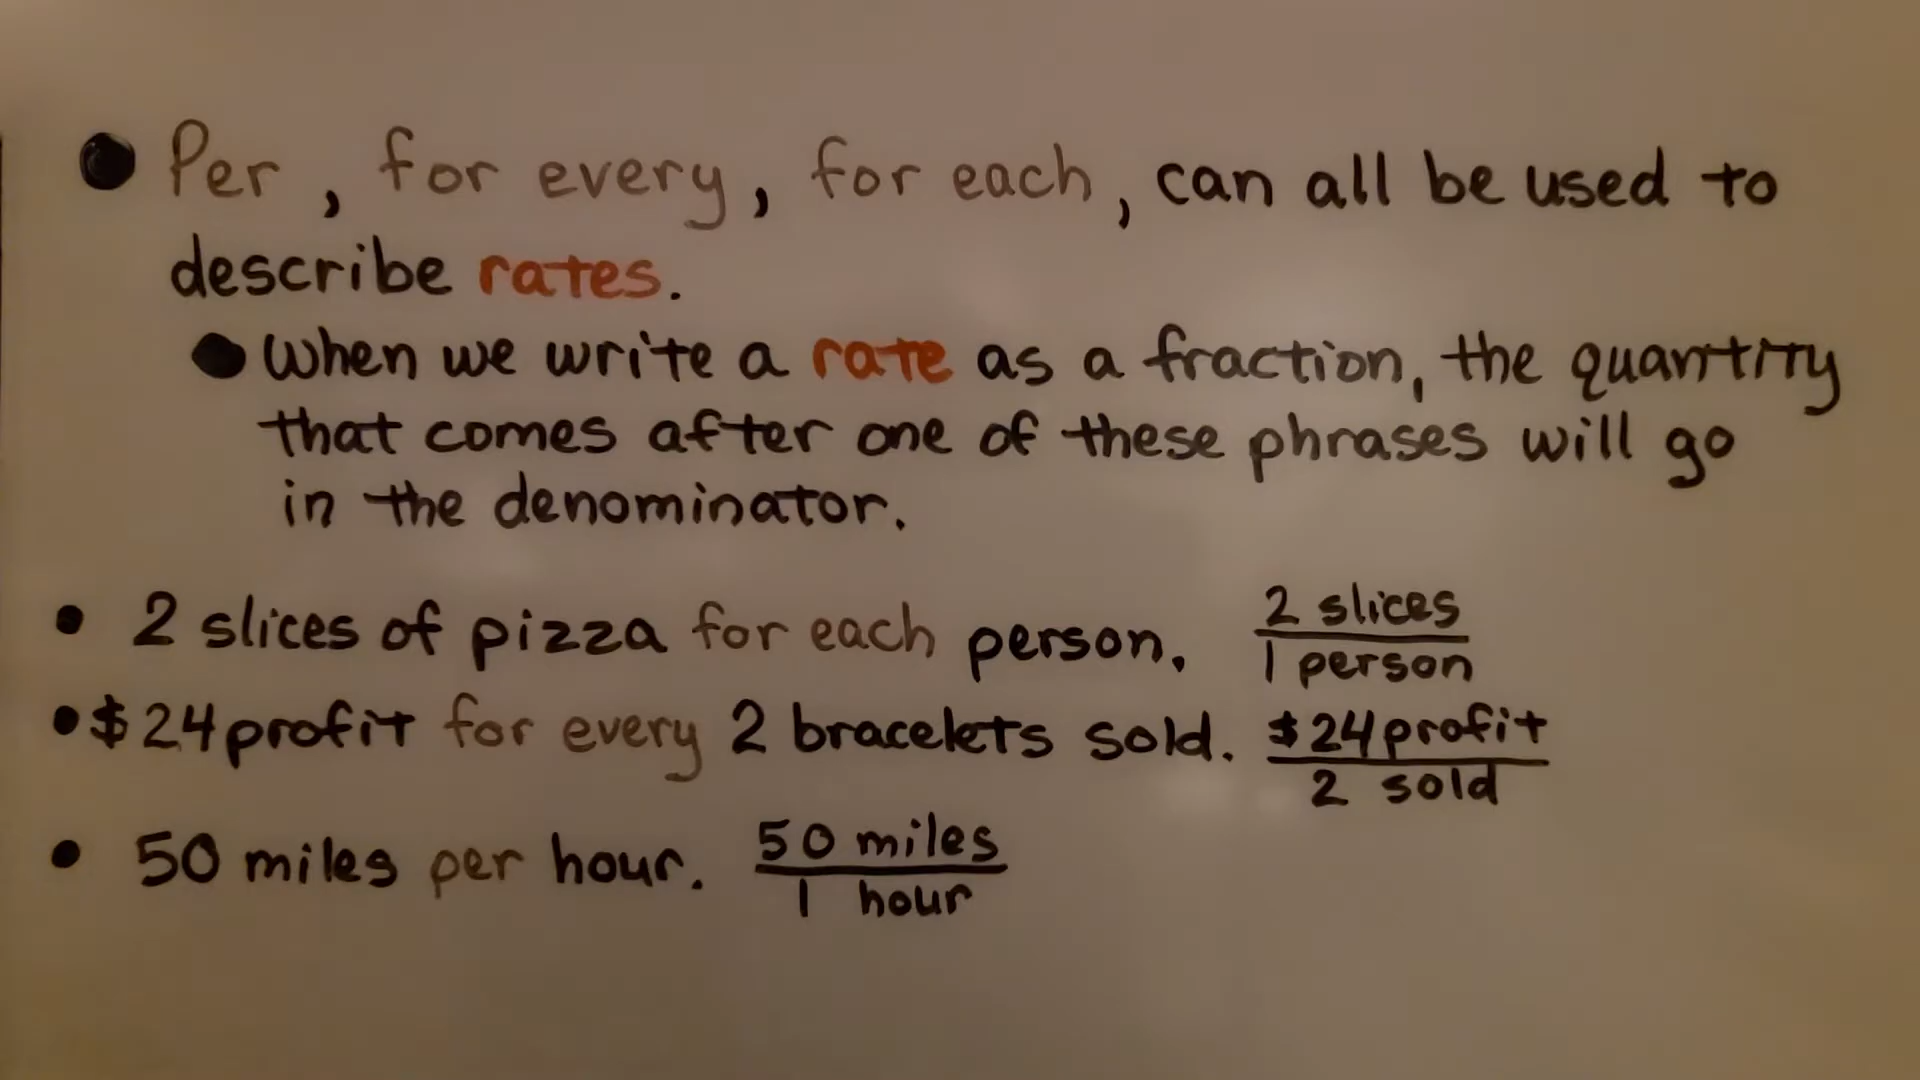 ● Per, for every, for each, can all be used to
describe rates.
● When we write a rate as a fraction, the quantity
that comes after one of these phrases will go
in the denominator.
• 2 slices of pizza for each person. 2 slices
1 person
• $24 profit for every 2 bracelets sold. $24 profit
2 sold
• 50 miles per hour. 50 miles
1 hour